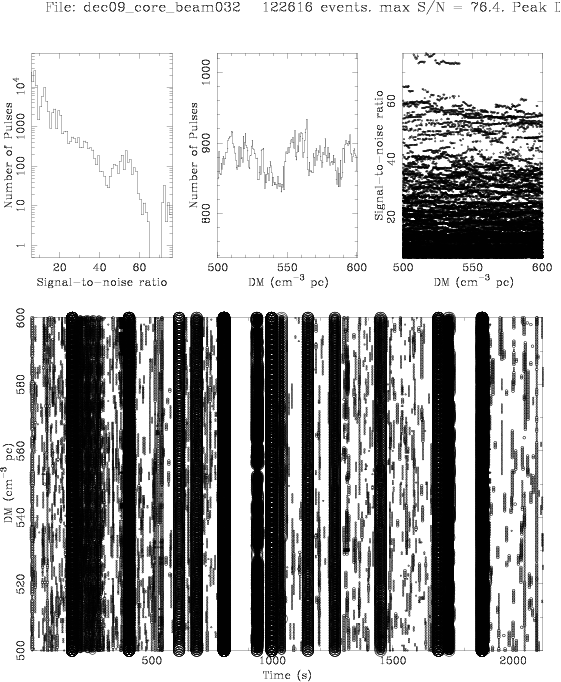 File: dec09_core_beam032 122616 events. max S/N = 76.4. Peak D
Number of Pulses
10⁴
1000
100
10
1
20 40 60
Signal-to-noise ratio
Number of Pulses
1000
900
800
500 550 600
DM (cm⁻³ pc)
Signal-to-noise ratio
60
40
20
500 550 600
DM (cm⁻³ pc)
DM (cm⁻³ pc)
600
580
560
540
520
500
500 1000 1500 2000
Time (s)